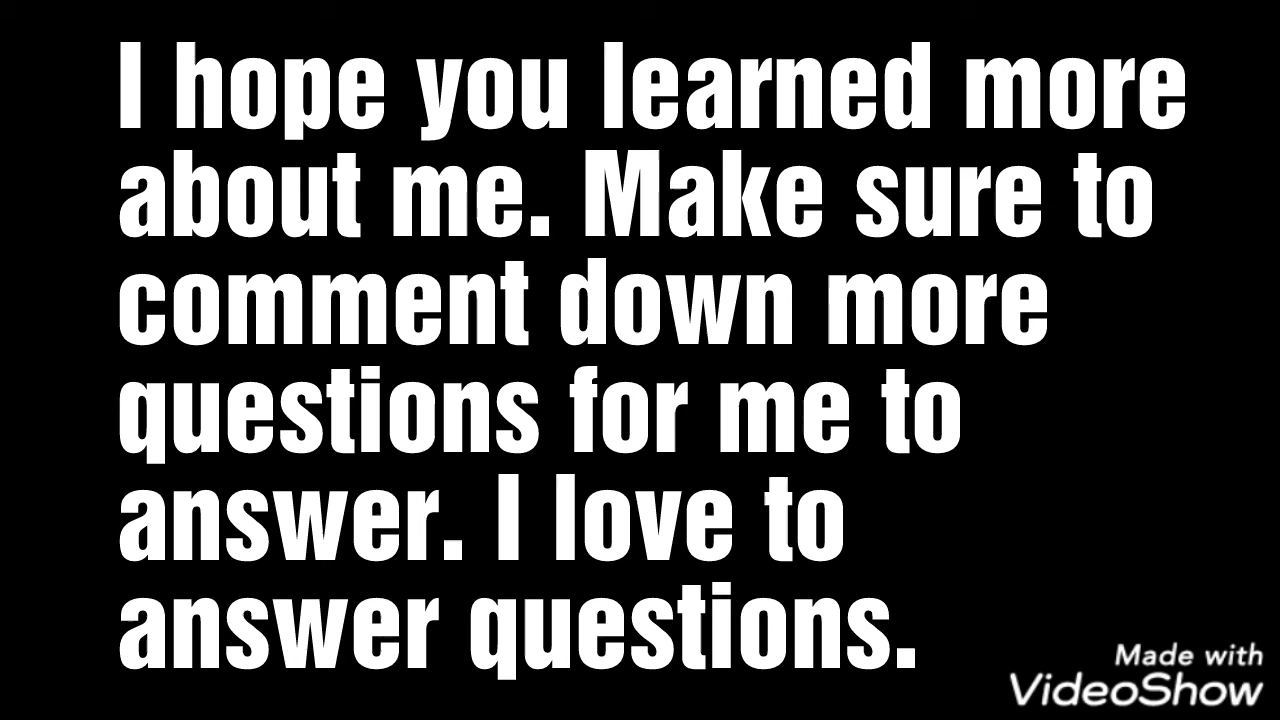 I hope you learned more
about me. Make sure to
comment down more
questions for me to
answer. I love to
answer questions.
Made with
VideoShow